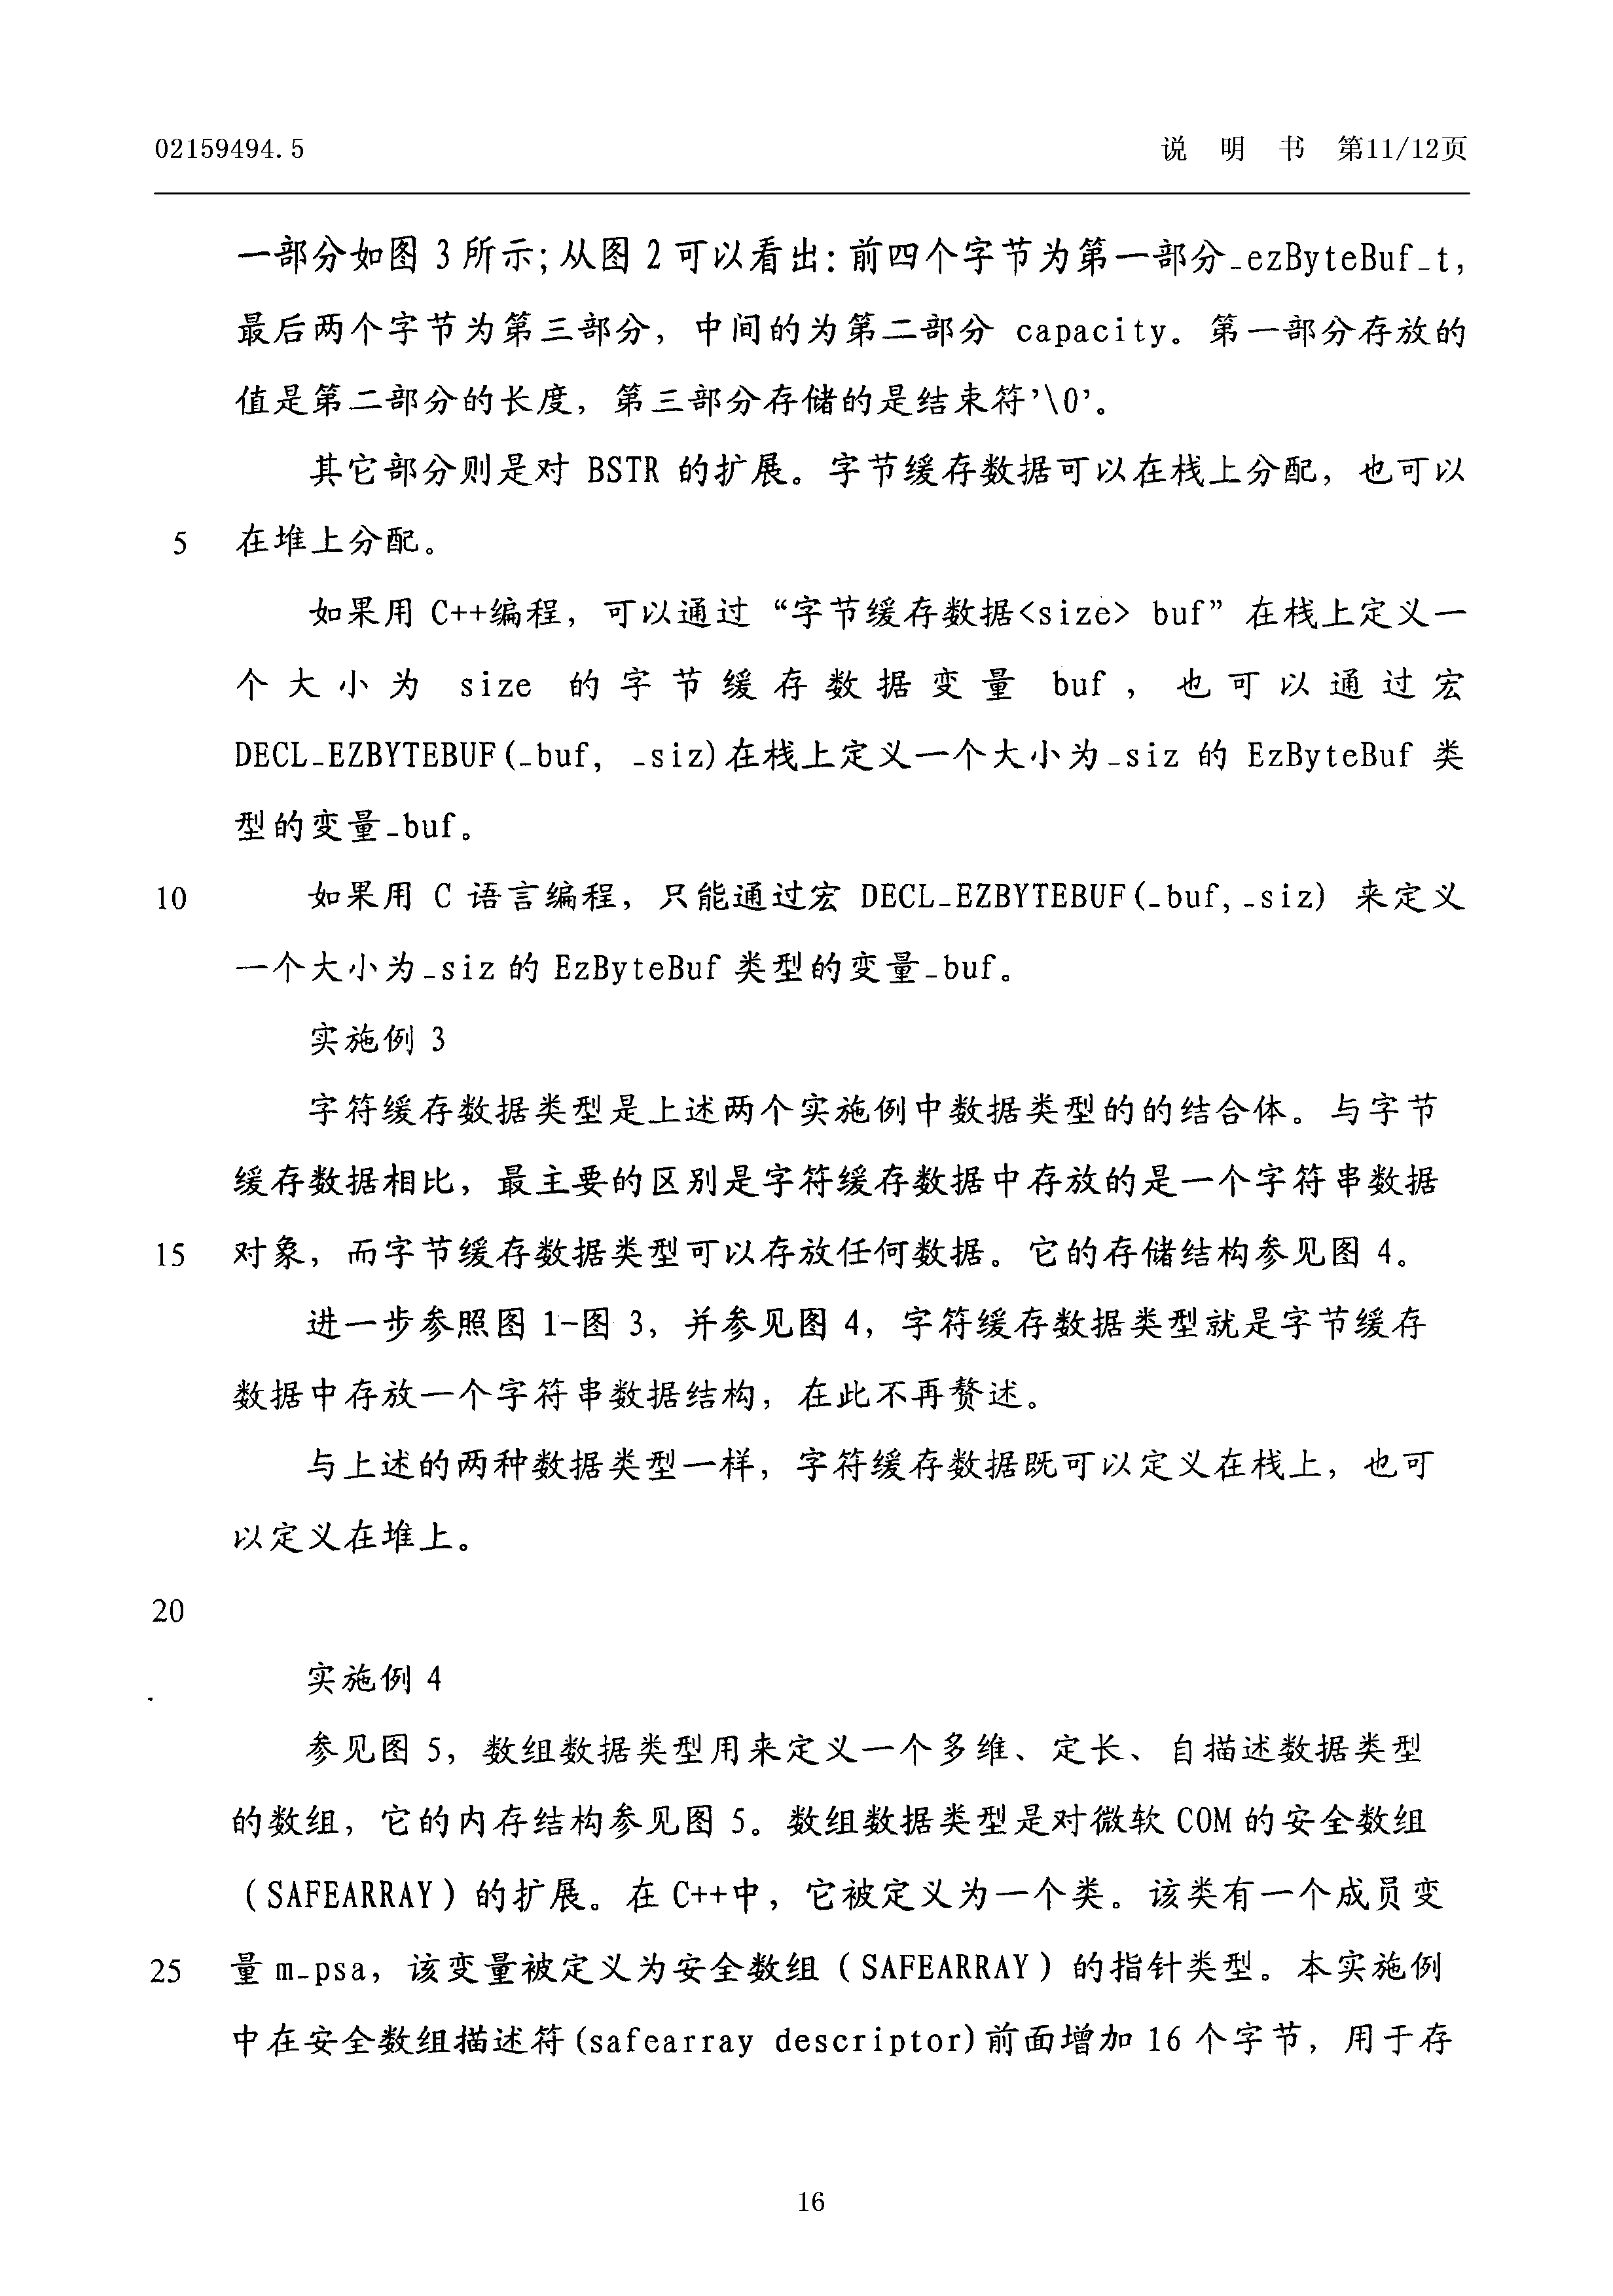 02159494.5 说 明 书 第11/12页
一部分如图 3 所示;从图 2 可以看出:前四个字节为第一部分_ezByteBuf_t,
最后两个字节为第三部分，中间的为第二部分 capacity。第一部分存放的
值是第二部分的长度，第三部分存储的是结束符'\0'。
其它部分则是对 BSTR 的扩展。字节缓存数据可以在栈上分配，也可以
5 在堆上分配。
如果用 C++编程，可以通过“字节缓存数据<size> buf”在栈上定义一
个大小为 size 的字节缓存数据变量 buf，也可以通过宏
DECL_EZBYTEBUF(_buf, _siz)在栈上定义一个大小为_siz 的 EzByteBuf 类
型的变量_buf。
10 如果用 C 语言编程，只能通过宏 DECL_EZBYTEBUF(_buf,_siz) 来定义
一个大小为_siz 的 EzByteBuf 类型的变量_buf。
实施例 3
字符缓存数据类型是上述两个实施例中数据类型的的结合体。与字节
缓存数据相比，最主要的区别是字符缓存数据中存放的是一个字符串数据
15 对象，而字节缓存数据类型可以存放任何数据。它的存储结构参见图 4。
进一步参照图 1-图 3，并参见图 4，字符缓存数据类型就是字节缓存
数据中存放一个字符串数据结构，在此不再赘述。
与上述的两种数据类型一样，字符缓存数据既可以定义在栈上，也可
以定义在堆上。
20
实施例 4
参见图 5，数组数据类型用来定义一个多维、定长、自描述数据类型
的数组，它的内存结构参见图 5。数组数据类型是对微软 COM 的安全数组
（SAFEARRAY）的扩展。在 C++中，它被定义为一个类。该类有一个成员变
25 量 m_psa，该变量被定义为安全数组（SAFEARRAY）的指针类型。本实施例
中在安全数组描述符(safearray descriptor)前面增加 16 个字节，用于存
16